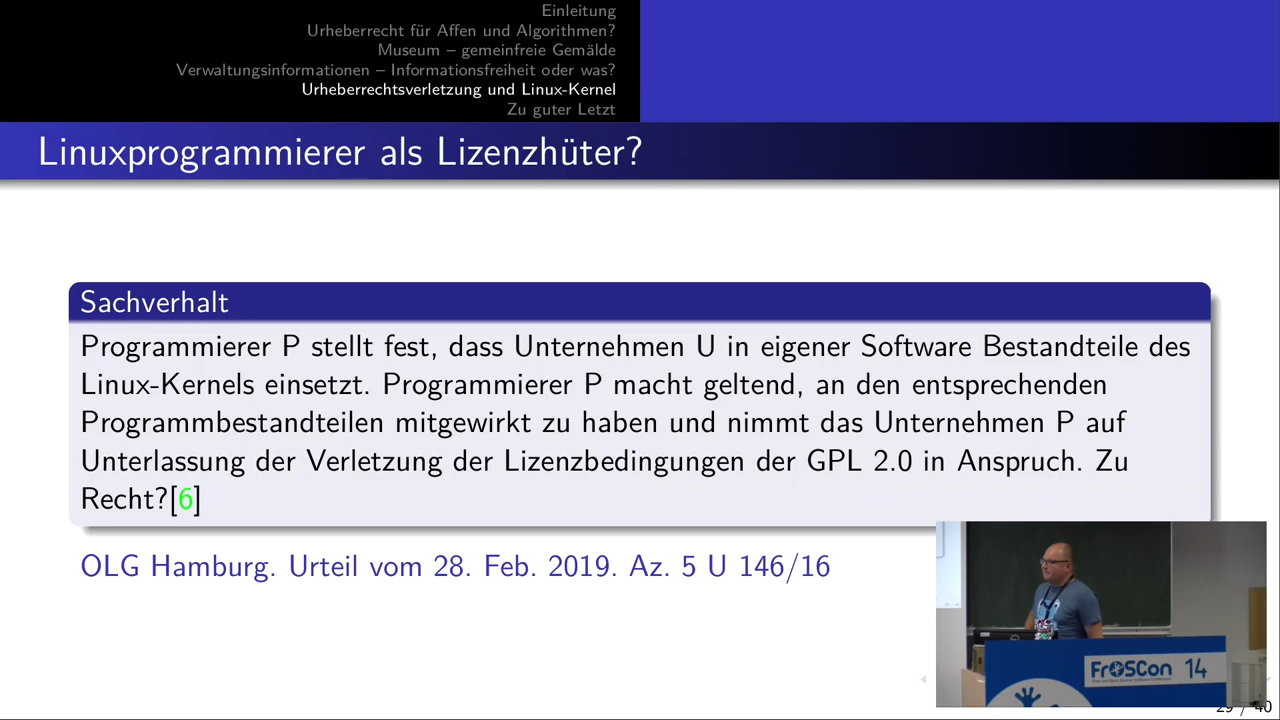 Einleitung
Urheberrecht für Affen und Algorithmen?
Museum – gemeinfreie Gemälde
Verwaltungsinformationen – Informationsfreiheit oder was?
Urheberrechtsverletzung und Linux-Kernel
Zu guter Letzt
Linuxprogrammierer als Lizenzhüter?
Sachverhalt
Programmierer P stellt fest, dass Unternehmen U in eigener Software Bestandteile des
Linux-Kernels einsetzt. Programmierer P macht geltend, an den entsprechenden
Programmbestandteilen mitgewirkt zu haben und nimmt das Unternehmen P auf
Unterlassung der Verletzung der Lizenzbedingungen der GPL 2.0 in Anspruch. Zu
Recht?[6]
OLG Hamburg. Urteil vom 28. Feb. 2019. Az. 5 U 146/16
FrOSCon 14
29 / 40